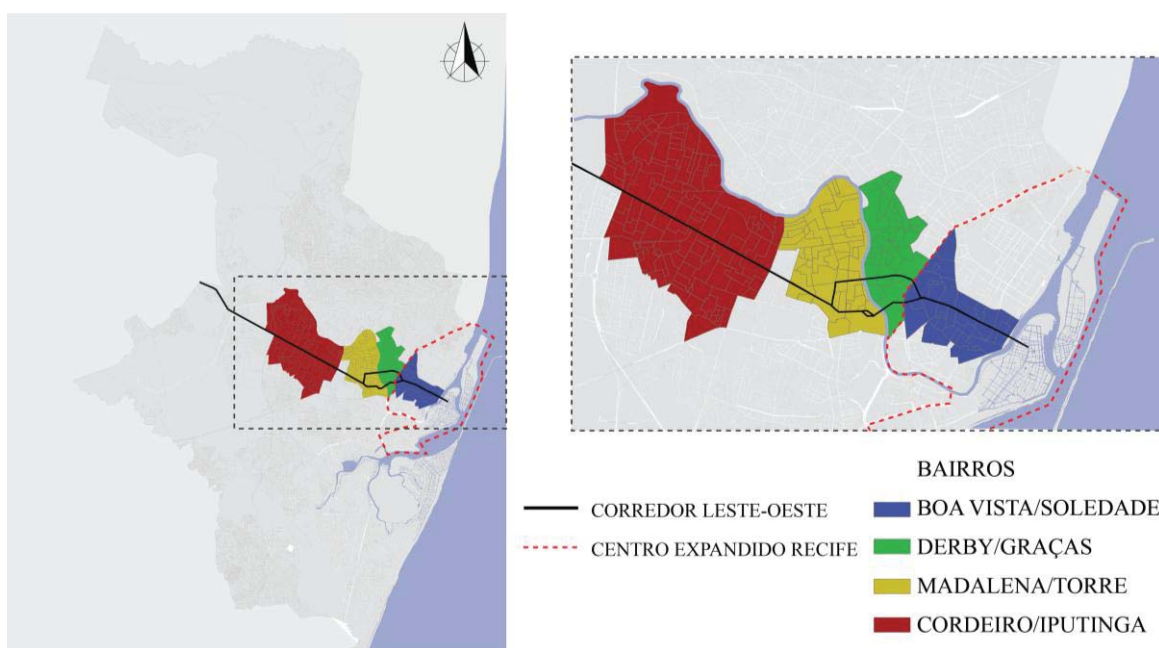 BAIRROS
CORREDOR LESTE-OESTE
CENTRO EXPANDIDO RECIFE
BOA VISTA/SOLEDADE
DERBY/GRAÇAS
MADALENA/TORRE
CORDEIRO/IPUTINGA